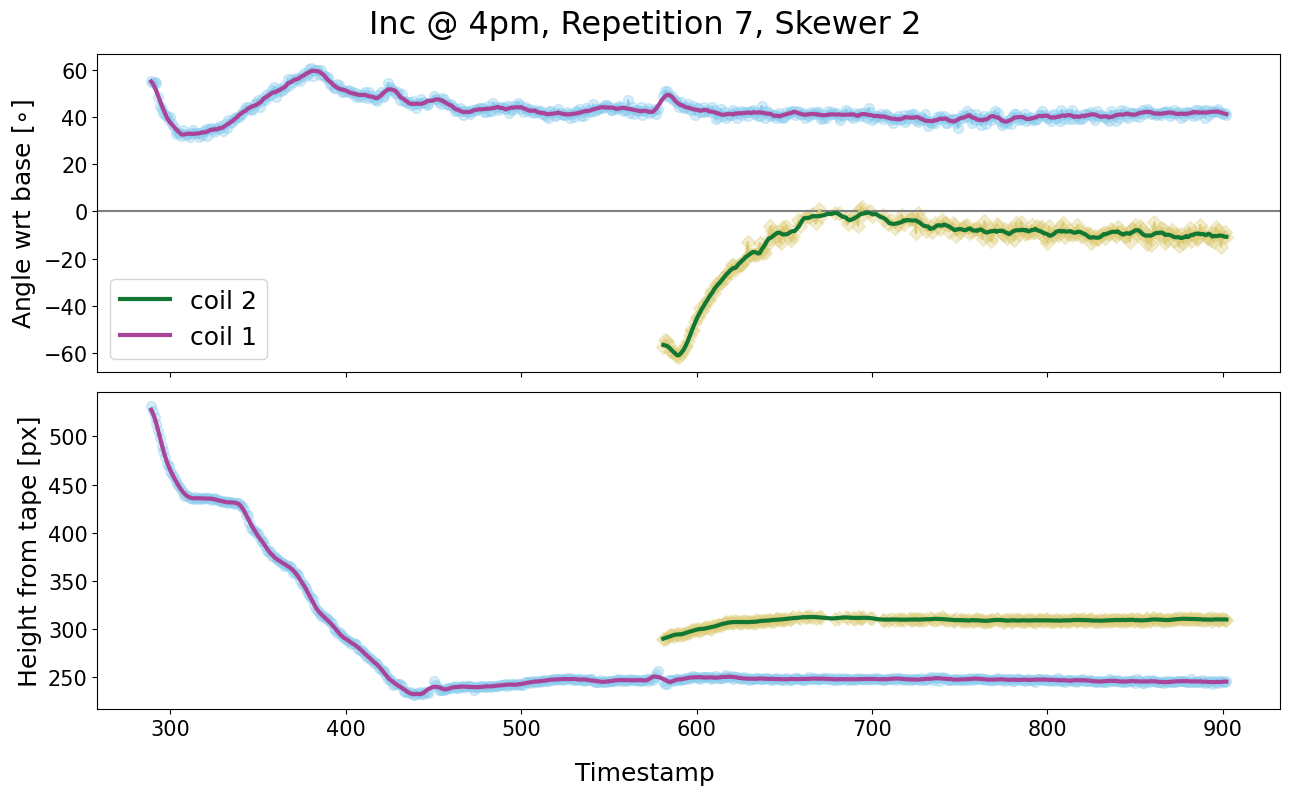 Inc @ 4pm, Repetition 7, Skewer 2
Angle wrt base [∘]
60
40
20
0
−20
−40
−60
coil 2
coil 1
Height from tape [px]
500
450
400
350
300
250
300 400 500 600 700 800 900
Timestamp